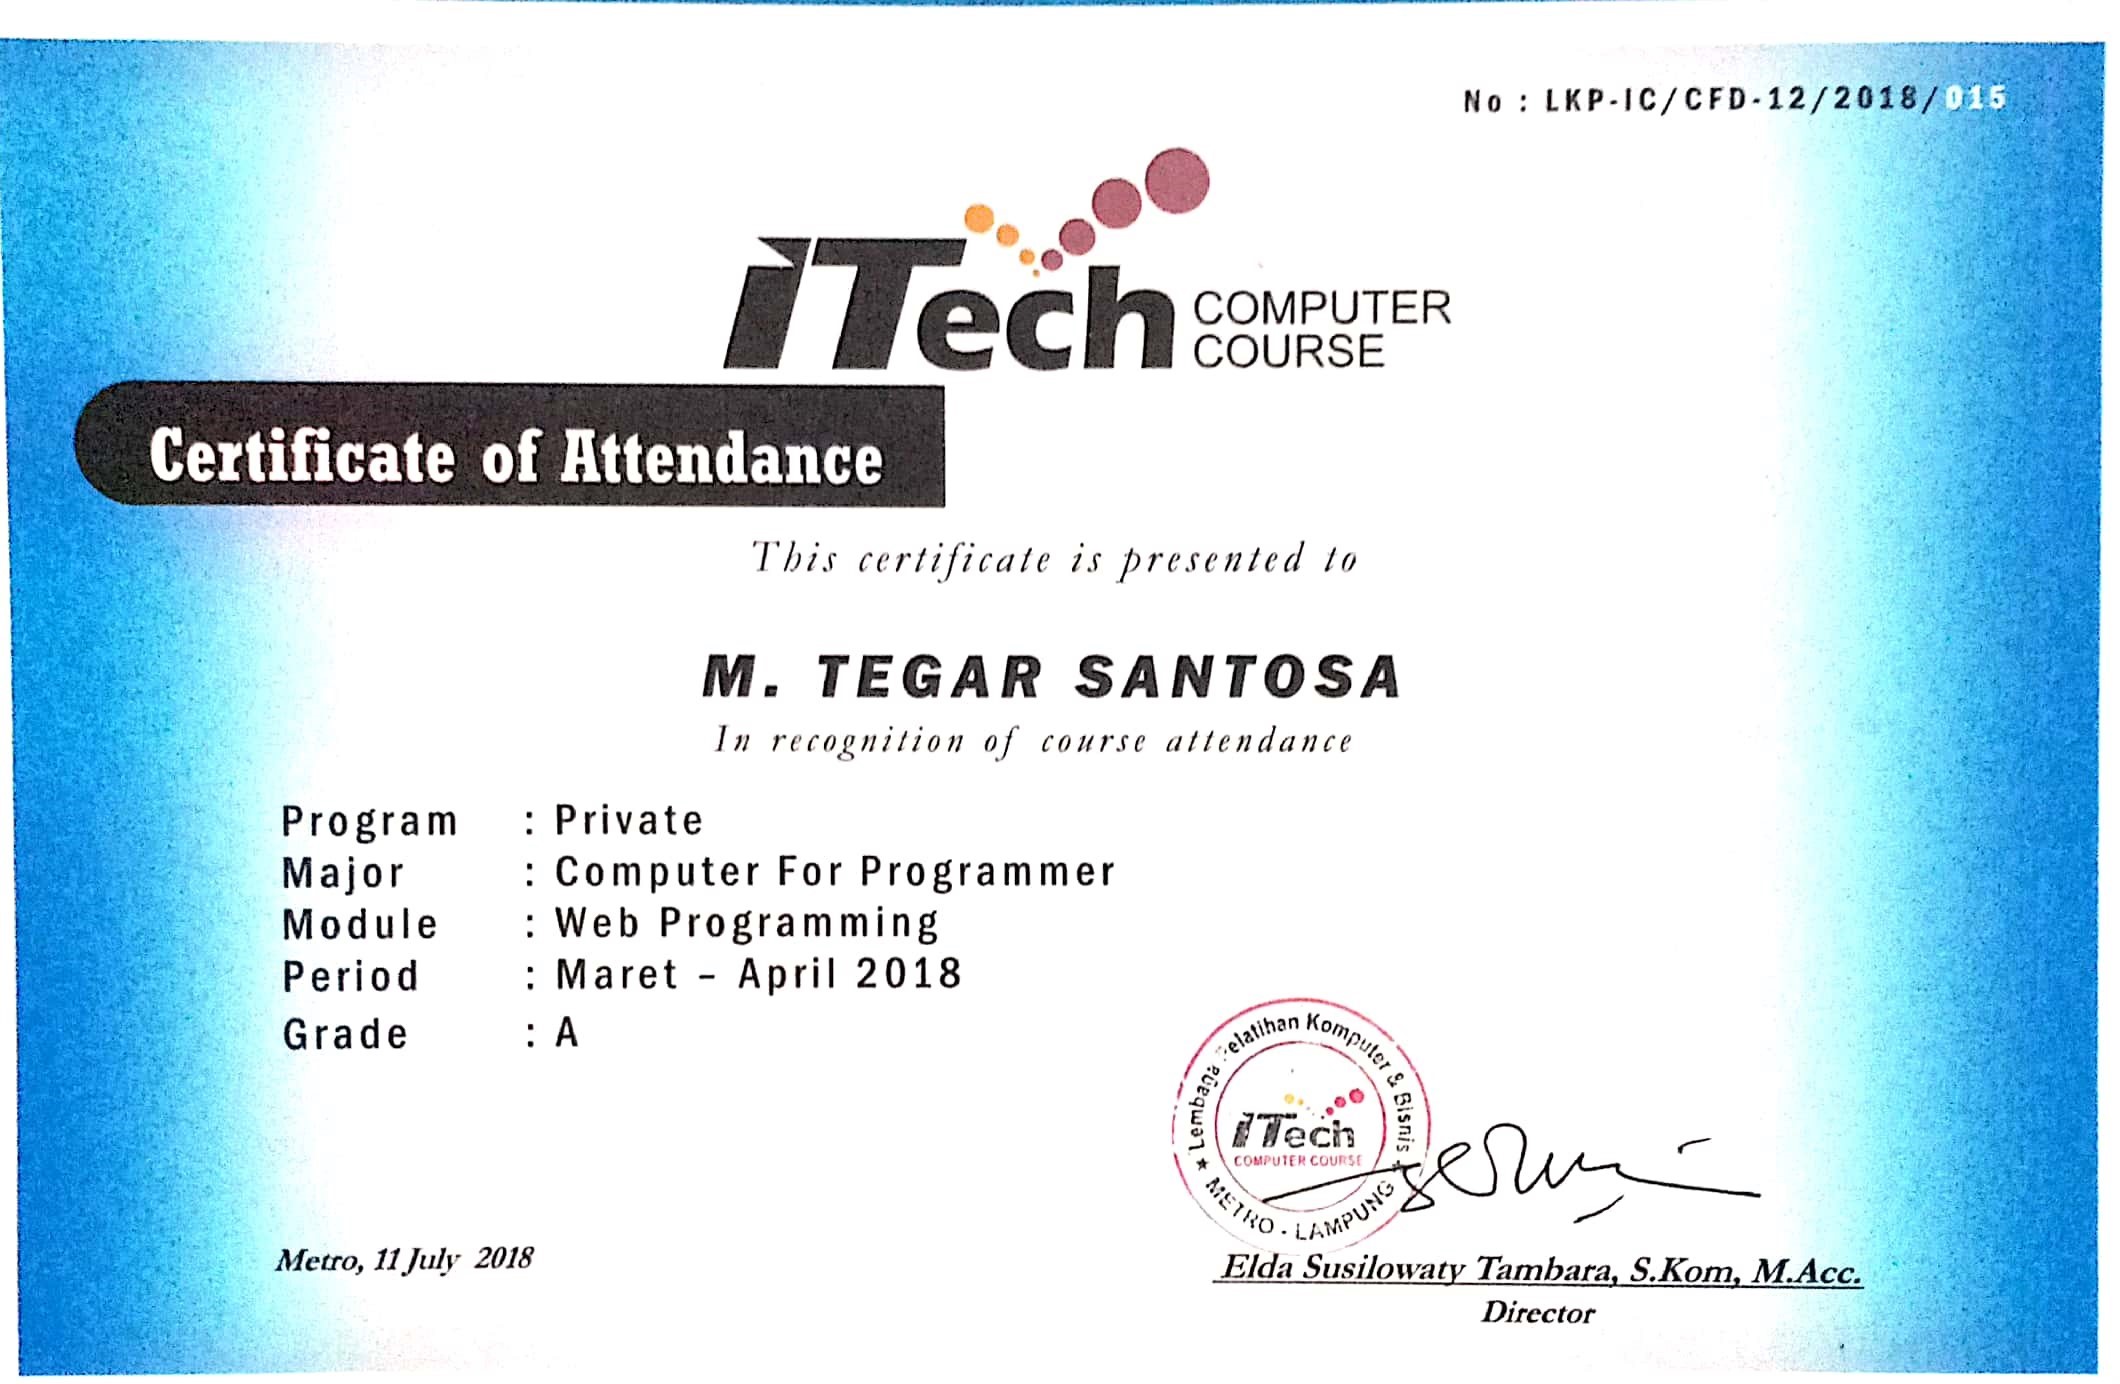 No : LKP-IC/CFD-12/2018/015
iTech COMPUTER COURSE
Certificate of Attendance
This certificate is presented to
M. TEGAR SANTOSA
In recognition of course attendance
Program : Private
Major : Computer For Programmer
Module : Web Programming
Period : Maret – April 2018
Grade : A
Lembaga Pelatihan Komputer & Bisnis
iTech
COMPUTER COURSE
METRO - LAMPUNG
Metro, 11 July 2018
Elda Susilowaty Tambara, S.Kom, M.Acc.
Director